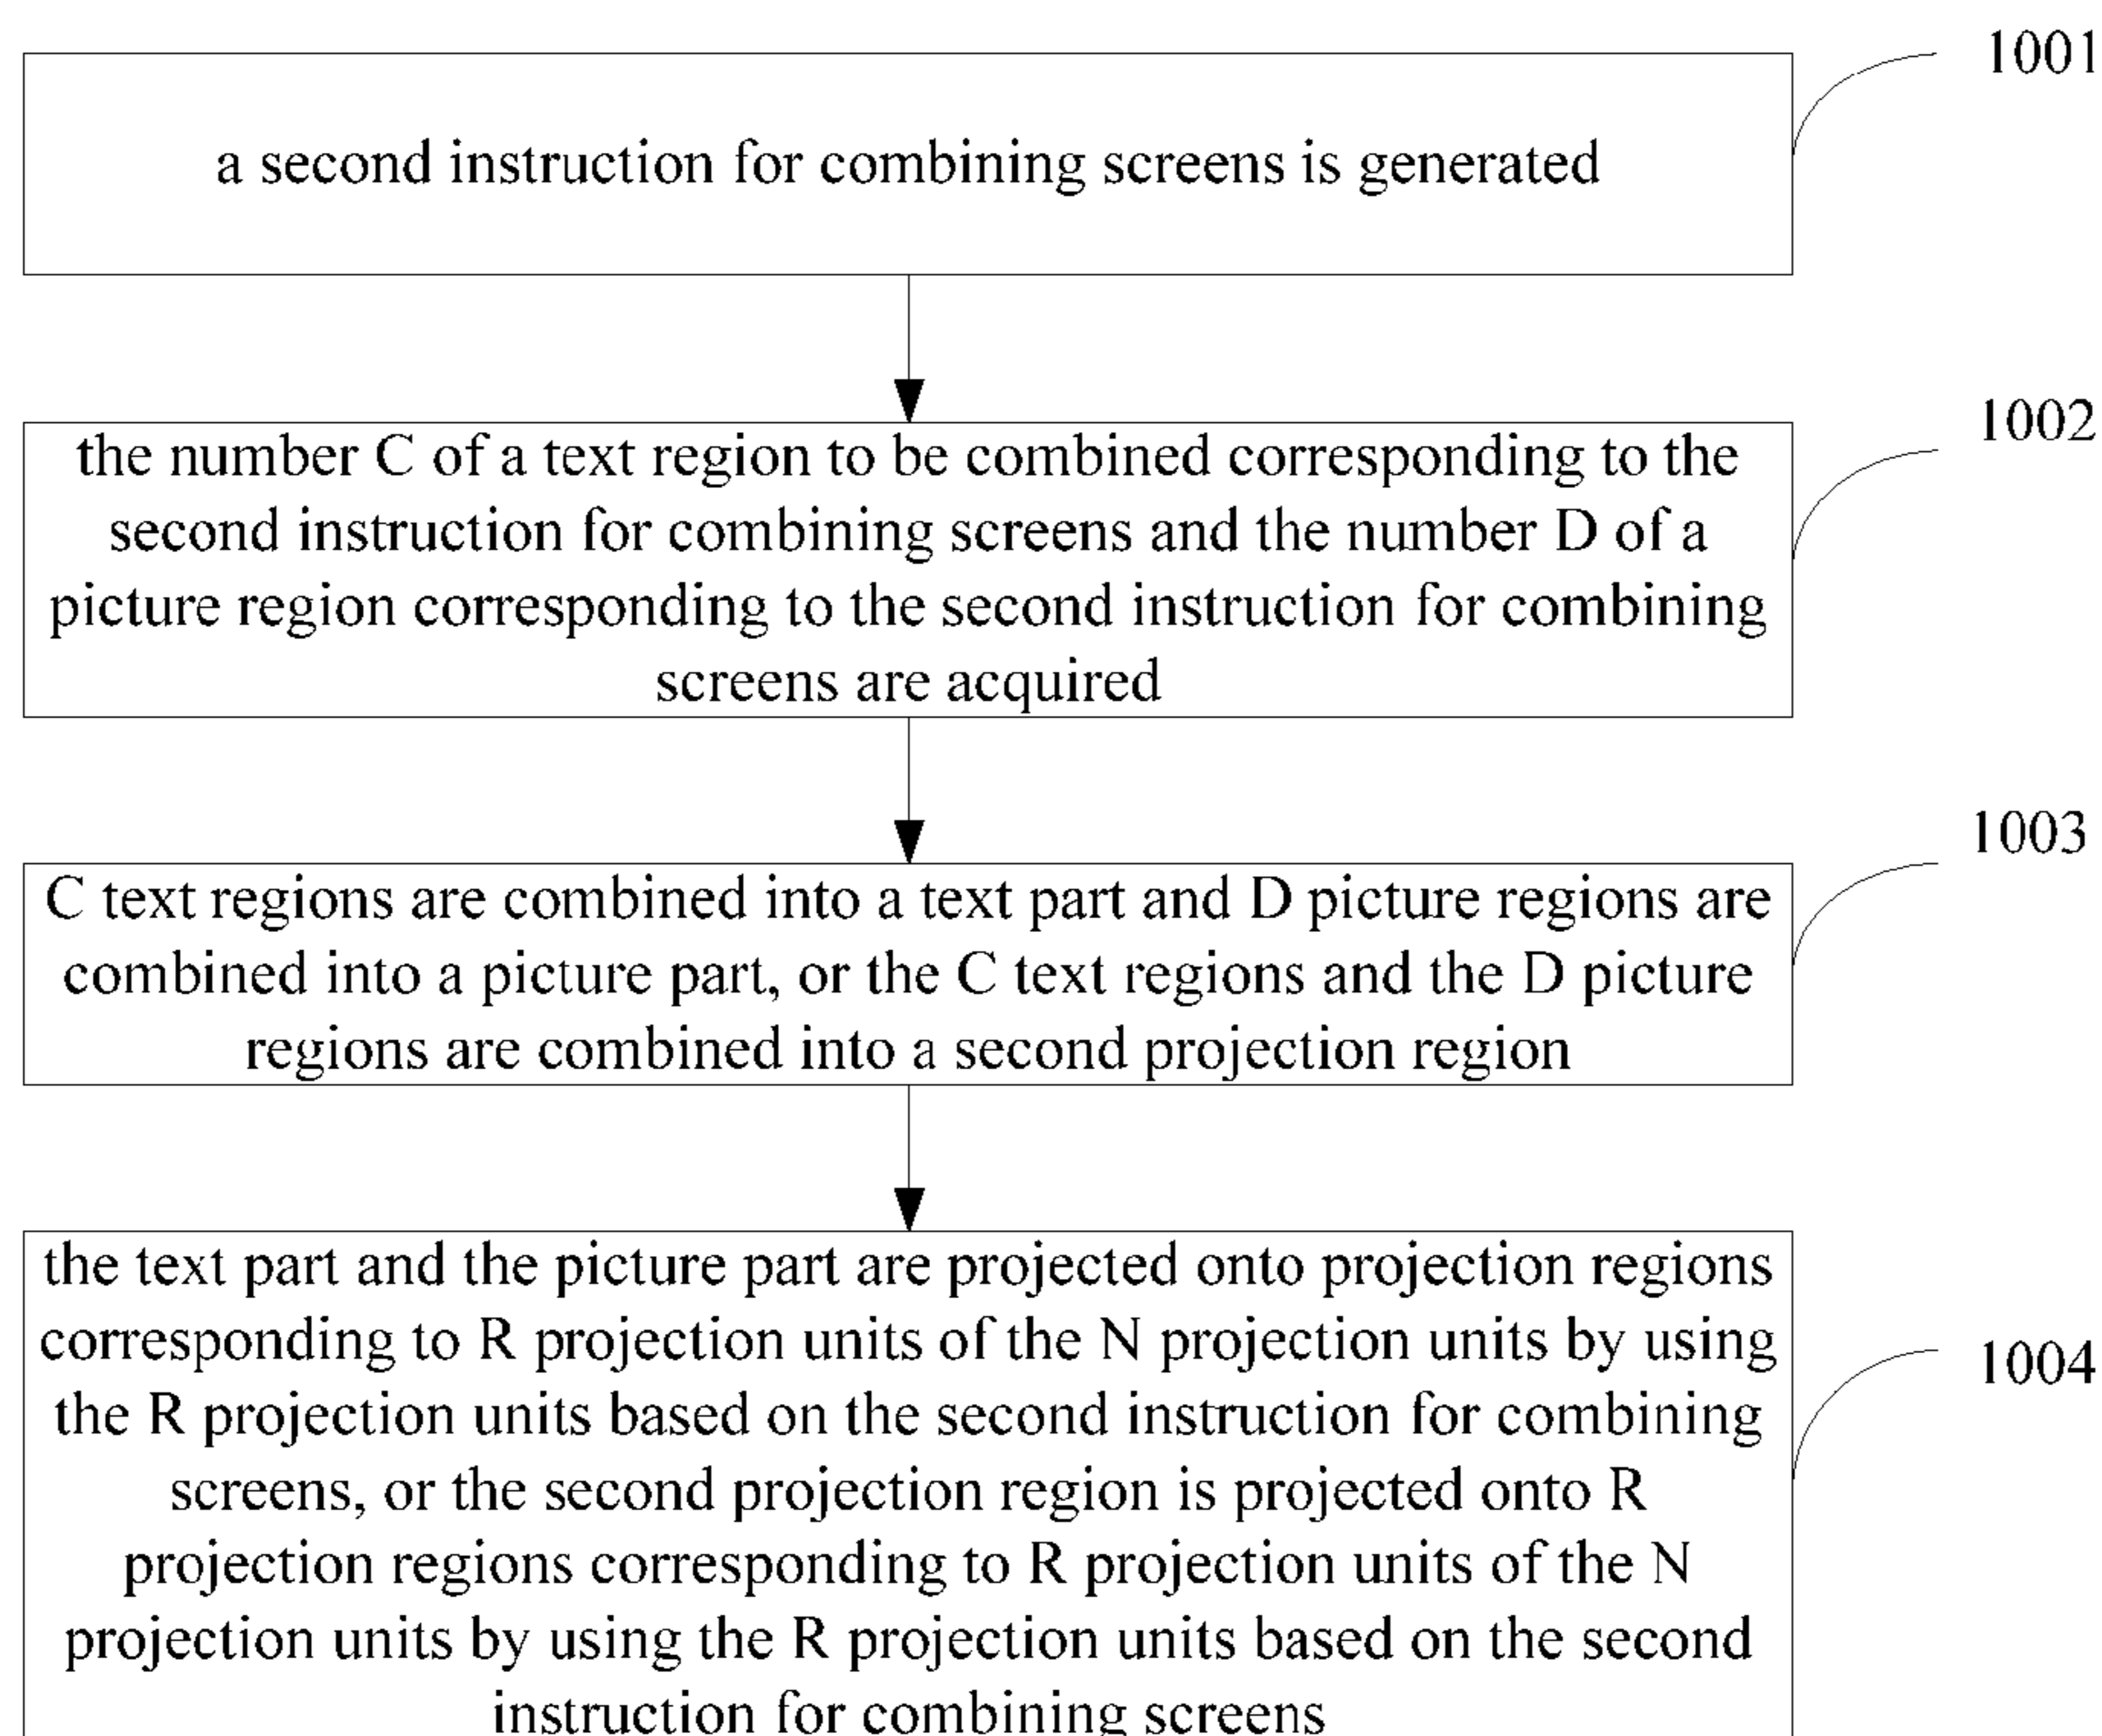 1001
a second instruction for combining screens is generated
1002
the number C of a text region to be combined corresponding to the
second instruction for combining screens and the number D of a
picture region corresponding to the second instruction for combining
screens are acquired
1003
C text regions are combined into a text part and D picture regions are
combined into a picture part, or the C text regions and the D picture
regions are combined into a second projection region
the text part and the picture part are projected onto projection regions
corresponding to R projection units of the N projection units by using
1004
the R projection units based on the second instruction for combining
screens, or the second projection region is projected onto R
projection regions corresponding to R projection units of the N
projection units by using the R projection units based on the second
instruction for combining screens